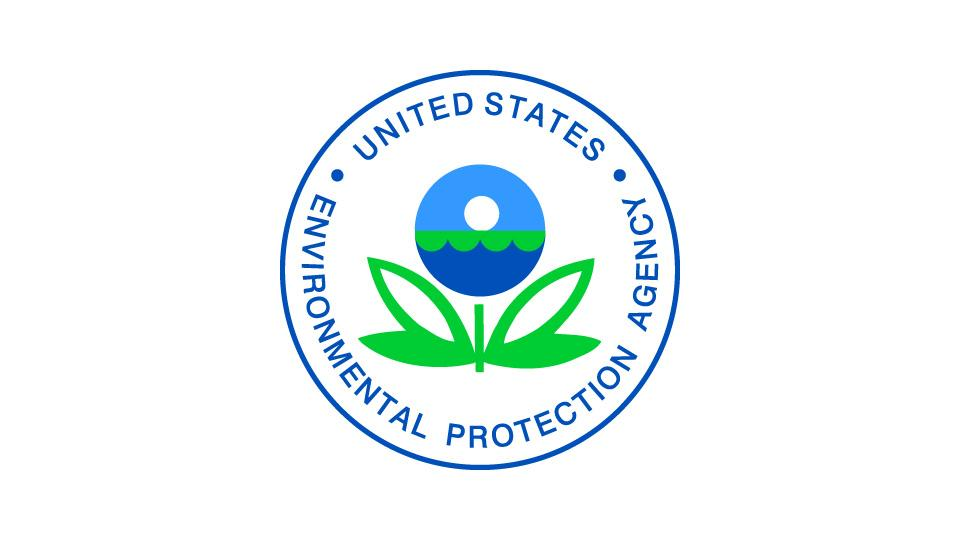 UNITED STATES
ENVIRONMENTAL PROTECTION AGENCY